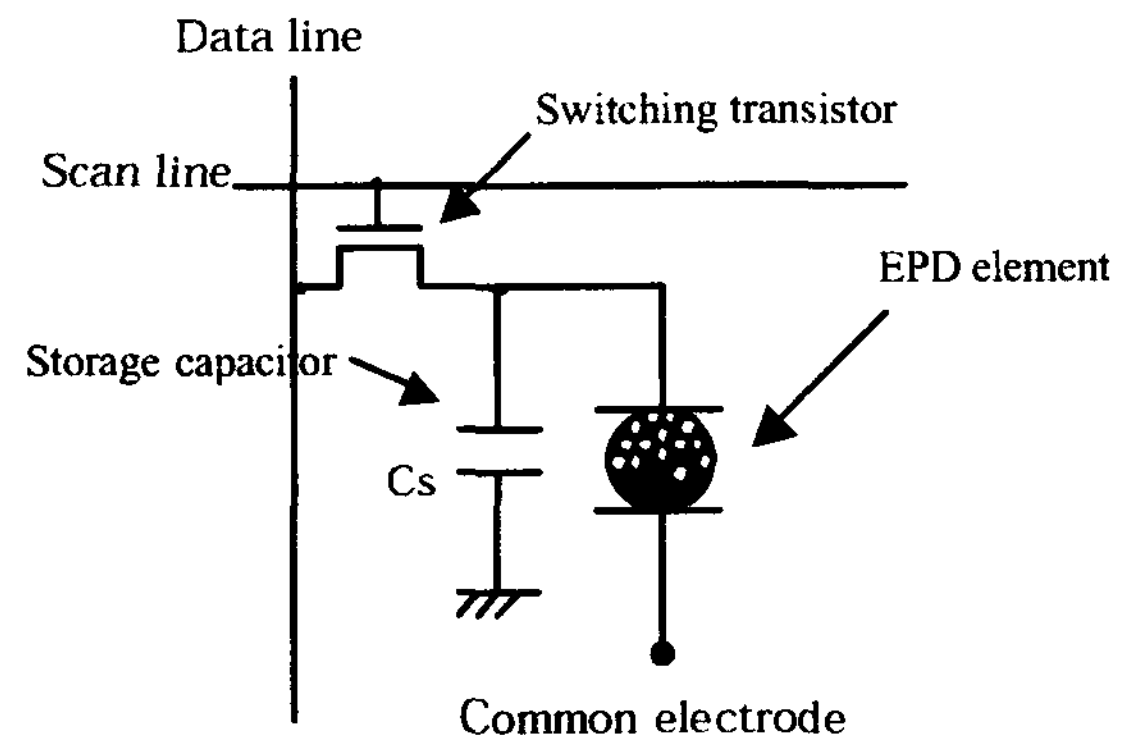 Data line
Switching transistor
Scan line
EPD element
Storage capacitor
Cs
Common electrode